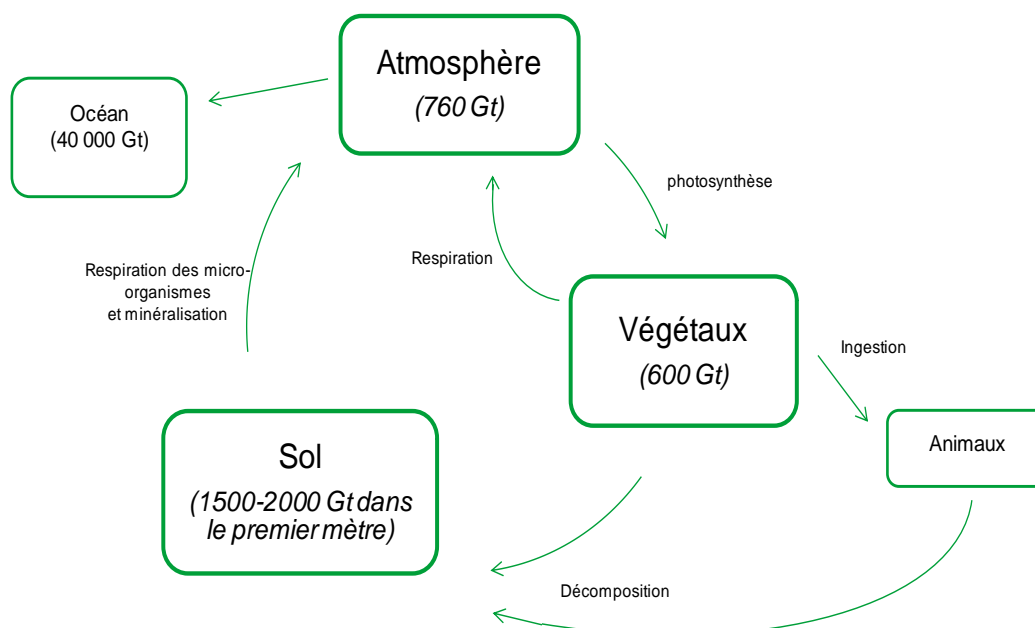 Atmosphère
(760 Gt)
Océan
(40 000 Gt)
photosynthèse
Respiration
Respiration des micro-
organismes
et minéralisation
Végétaux
(600 Gt)
Ingestion
Animaux
Sol
(1500-2000 Gt dans
le premier mètre)
Décomposition